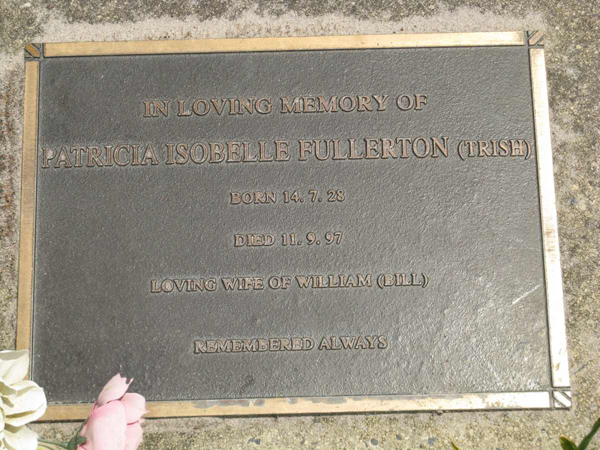 IN LOVING MEMORY OF
PATRICIA ISOBELLE FULLERTON (TRISH)
BORN 14. 7. 28
DIED 11. 9. 97
LOVING WIFE OF WILLIAM (BILL)
REMEMBERED ALWAYS